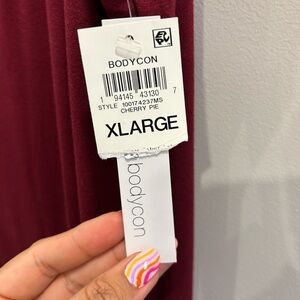 BODYCON
1 94145 43130 7
STYLE 100174237MS
CHERRY PIE
XLARGE
bodycon